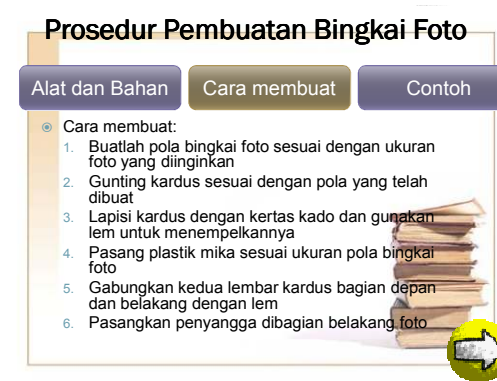 Prosedur Pembuatan Bingkai Foto
Alat dan Bahan
Cara membuat
Contoh
Cara membuat:
1. Buatlah pola bingkai foto sesuai dengan ukuran
foto yang diinginkan
2. Gunting kardus sesuai dengan pola yang telah
dibuat
3. Lapisi kardus dengan kertas kado dan gunakan
lem untuk menempelkannya
4. Pasang plastik mika sesuai ukuran pola bingkai
foto
5. Gabungkan kedua lembar kardus bagian depan
dan belakang dengan lem
6. Pasangkan penyangga dibagian belakang foto